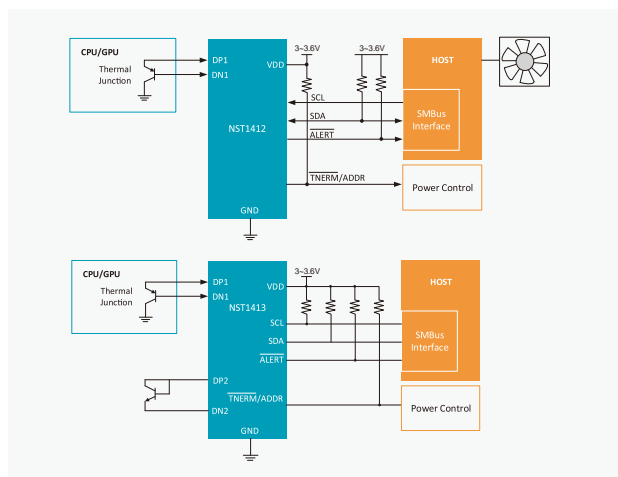 CPU/GPU
Thermal
Junction
DP1
DN1
VDD
NST1412
GND
3~3.6V
3~3.6V
SCL
SDA
ALERT
TNERM/ADDR
HOST
SMBus
Interface
Power Control
CPU/GPU
Thermal
Junction
DP1
DN1
VDD
NST1413
SCL
SDA
ALERT
DP2
TNERM/ADDR
DN2
GND
3~3.6V
HOST
SMBus
Interface
Power Control